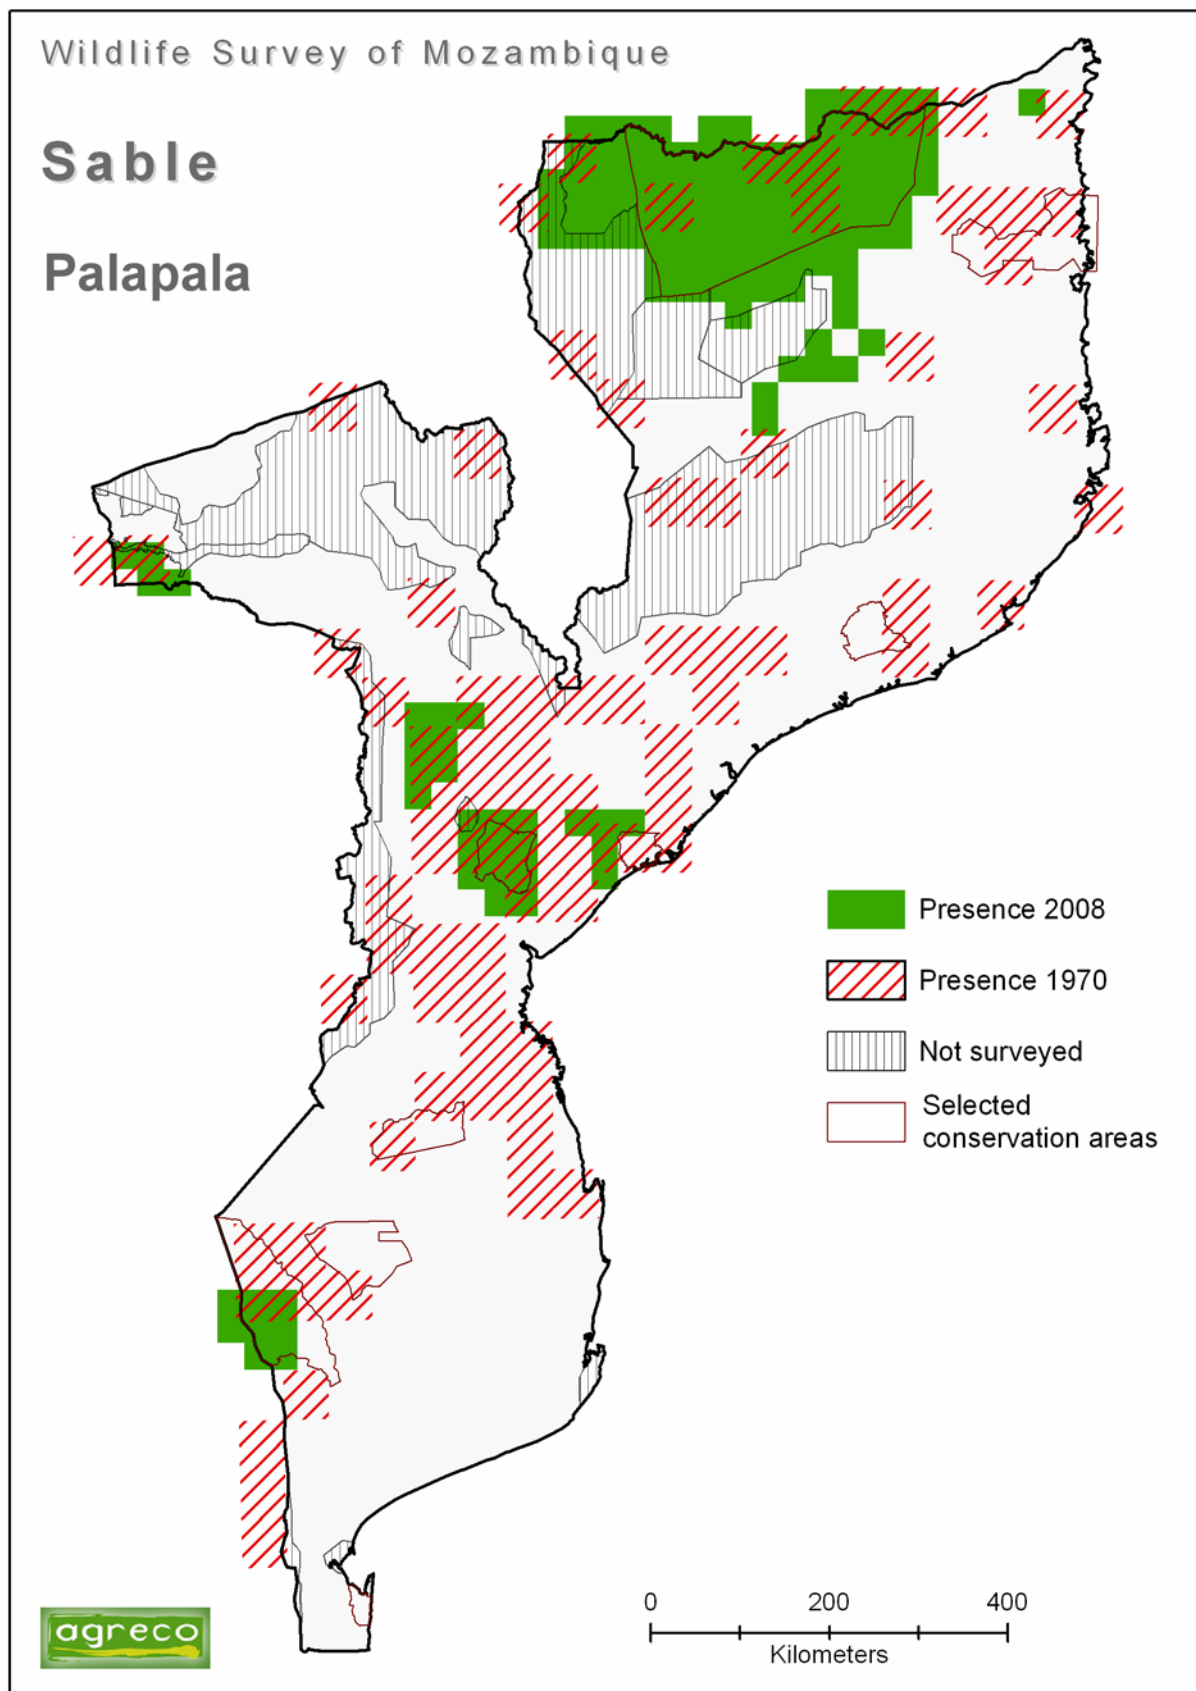 Wildlife Survey of Mozambique
Sable
Palapala
Presence 2008
Presence 1970
Not surveyed
Selected
conservation areas
0 200 400
Kilometers
agreco